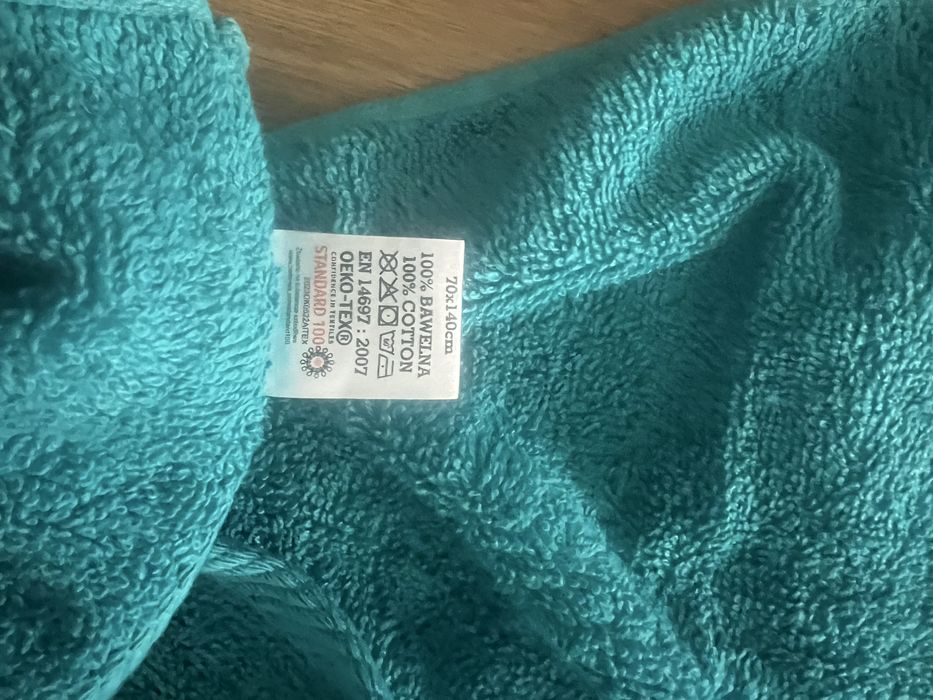 70x140cm
100% BAWEŁNA
100% COTTON
EN 14697 : 2007
OEKO-TEX®
CONFIDENCE IN TEXTILES
STANDARD 100